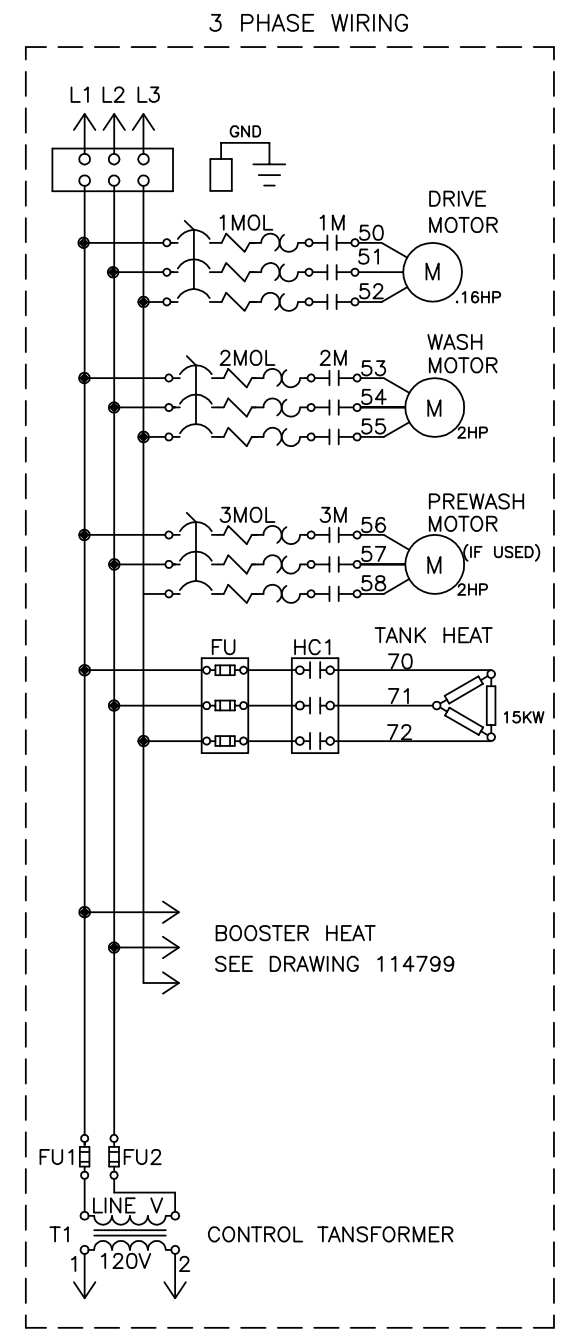 3 PHASE WIRING
L1 L2 L3
GND
DRIVE
MOTOR
1MOL 1M 50
51
52
M
.16HP
WASH
MOTOR
2MOL 2M 53
54
55
M
2HP
PREWASH
MOTOR
(IF USED)
3MOL 3M 56
57
58
M
2HP
TANK HEAT
FU HC1 70
71
72
15KW
BOOSTER HEAT
SEE DRAWING 114799
FU1 FU2
LINE V
T1 CONTROL TANSFORMER
1 120V 2